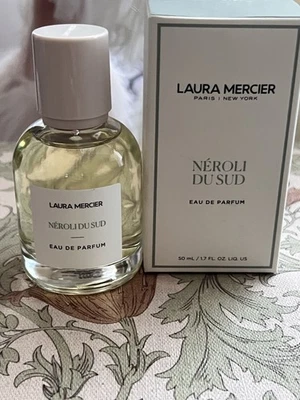 LAURA MERCIER
NÉROLI DU SUD
EAU DE PARFUM
LAURA MERCIER
PARIS | NEW YORK
NÉROLI
DU SUD
EAU DE PARFUM
50 mL / 1.7 FL. OZ. LIQ. US